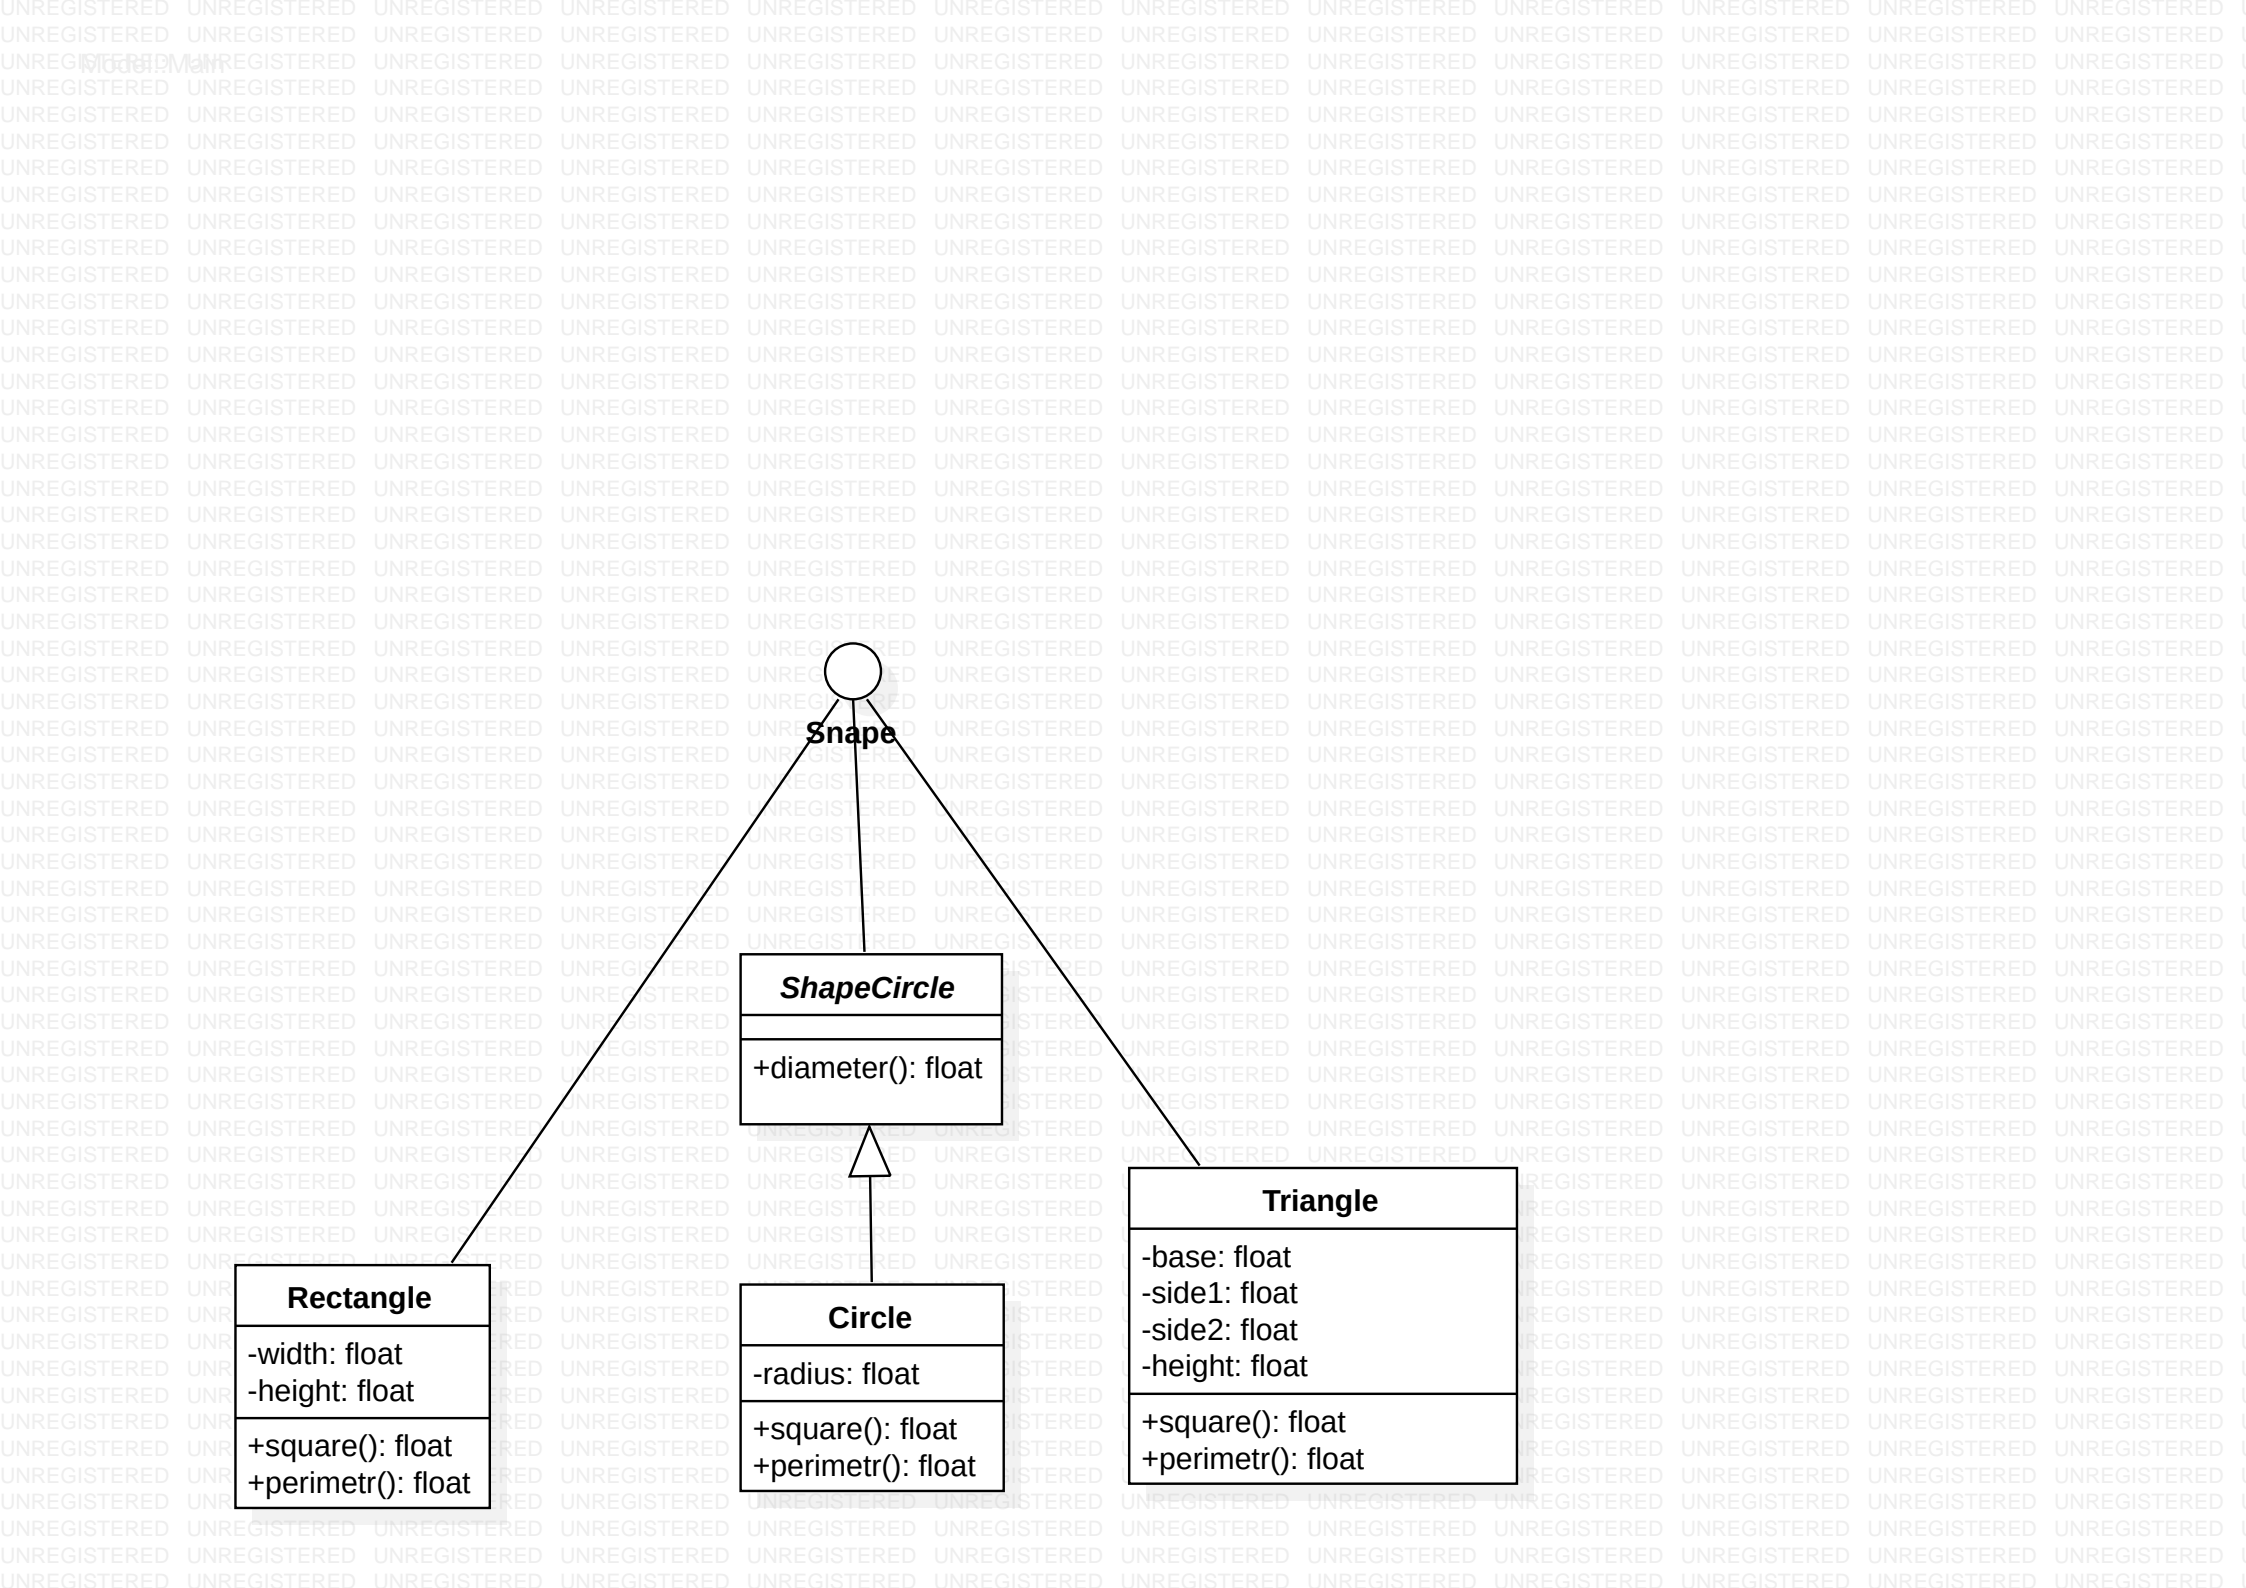 Model::Main
Snape
ShapeCircle
+diameter(): float
Rectangle
-width: float
-height: float
+square(): float
+perimetr(): float
Circle
-radius: float
+square(): float
+perimetr(): float
Triangle
-base: float
-side1: float
-side2: float
-height: float
+square(): float
+perimetr(): float
UNREGISTERED